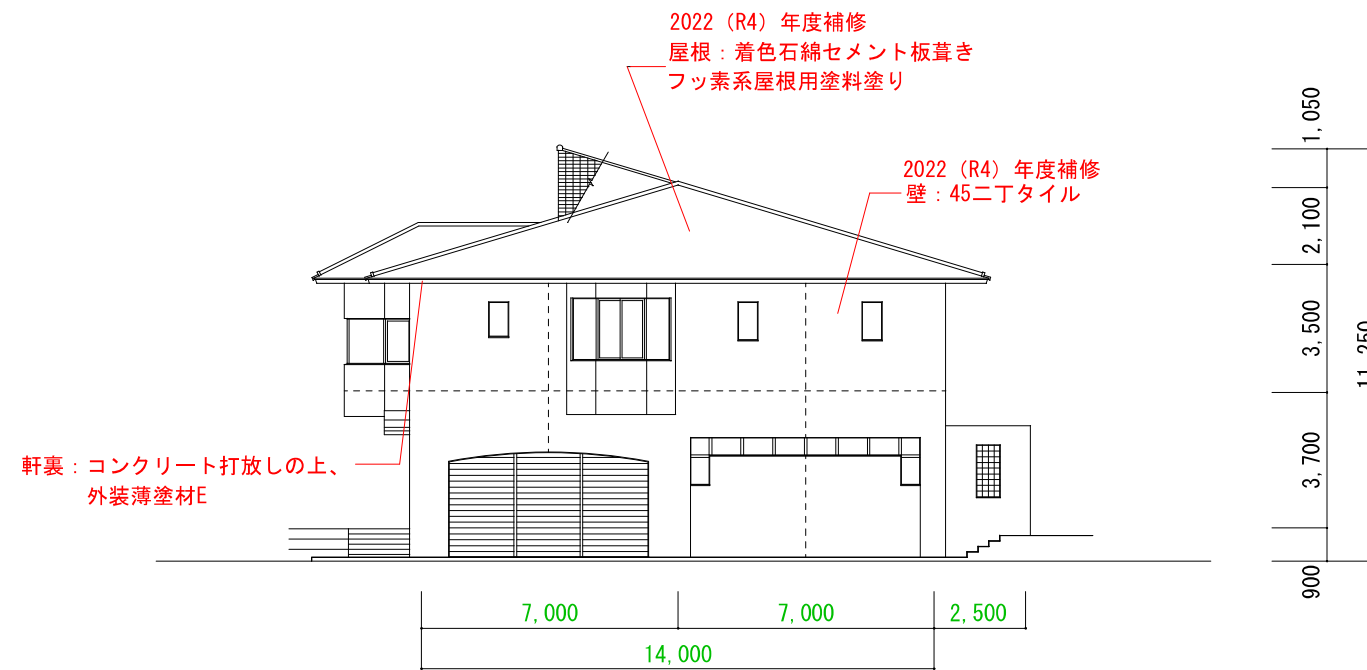 2022（R4）年度補修
屋根：着色石綿セメント板葺き
フッ素系屋根用塗料塗り
2022（R4）年度補修
壁：45二丁タイル
軒裏：コンクリート打放しの上、
外装薄塗材E
1,050
2,100
3,500
3,700
900
11,250
7,000
7,000
2,500
14,000